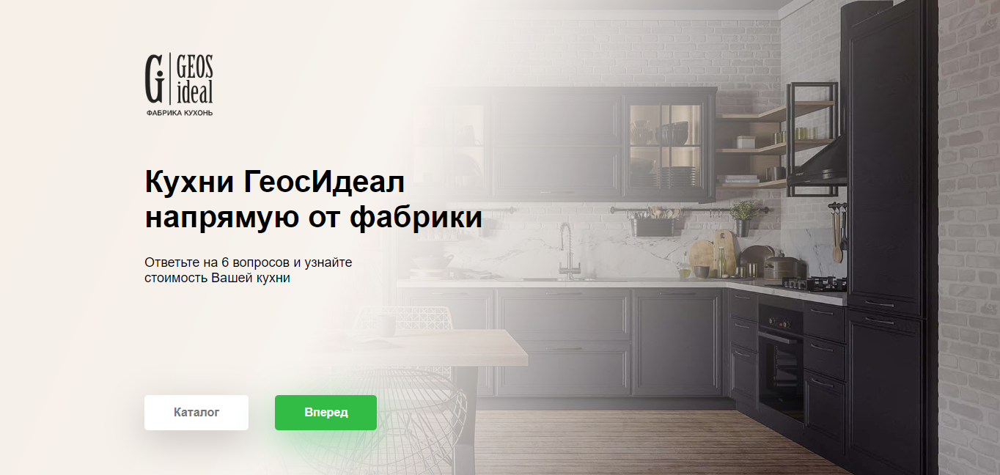 GEOS
ideal
ФАБРИКА КУХОНЬ
Кухни ГеосИдеал
напрямую от фабрики
Ответьте на 6 вопросов и узнайте
стоимость Вашей кухни
Каталог
Вперед